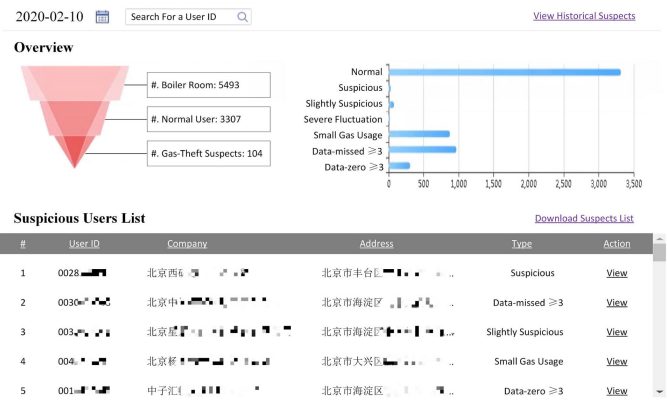 2020-02-10 Search For a User ID View Historical Suspects
Overview
#. Boiler Room: 5493
#. Normal User: 3307
#. Gas-Theft Suspects: 104
Normal
Suspicious
Slightly Suspicious
Severe Fluctuation
Small Gas Usage
Data-missed ≥3
Data-zero ≥3
0 500 1,000 1,500 2,000 2,500 3,000 3,500
Suspicious Users List Download Suspects List
# User ID Company Address Type Action
1 0028 北京西 北京市丰台区 .. Suspicious View
2 0030 北京中 北京市海淀区 .. Data-missed ≥3 View
3 003 北京 北京市海淀区 .. Slightly Suspicious View
4 004 北京 北京市大兴区 .. Small Gas Usage View
5 001 中子汇 北京市海淀区 .. Data-zero ≥3 View